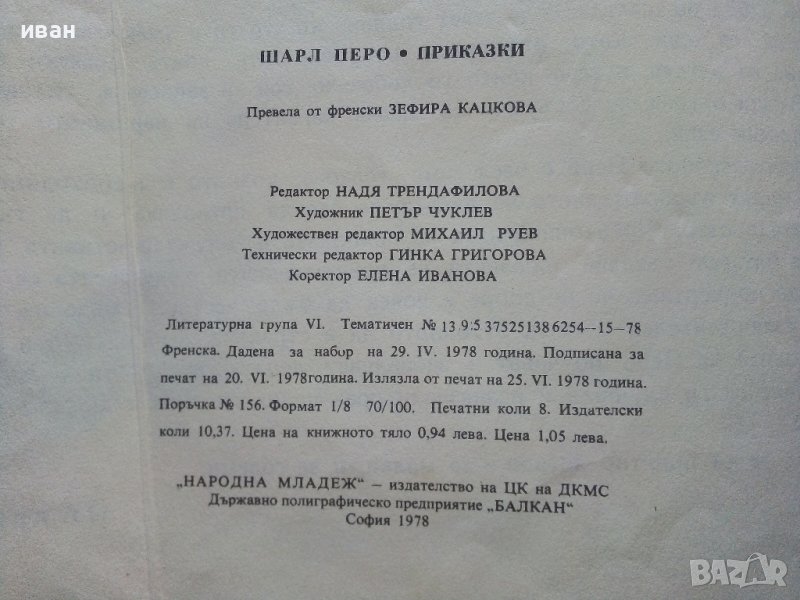 иван
ШАРЛ ПЕРО • ПРИКАЗКИ
Превела от френски ЗЕФИРА КАЦКОВА
Редактор НАДЯ ТРЕНДАФИЛОВА
Художник ПЕТЪР ЧУКЛЕВ
Художествен редактор МИХАИЛ РУЕВ
Технически редактор ГИНКА ГРИГОРОВА
Коректор ЕЛЕНА ИВАНОВА
Литературна група VI. Тематичен № 13 9:5 37525138 6254--15-78
Френска. Дадена за набор на 29. IV. 1978 година. Подписана за
печат на 20. VI. 1978година. Излязла от печат на 25. VI. 1978 година.
Поръчка № 156. Формат 1/8 70/100. Печатни коли 8. Издателски
коли 10,37. Цена на книжното тяло 0,94 лева. Цена 1,05 лева.
„НАРОДНА МЛАДЕЖ“ – издателство на ЦК на ДКМС
Държавно полиграфическо предприятие „БАЛКАН“
София 1978
BAZAR.bg